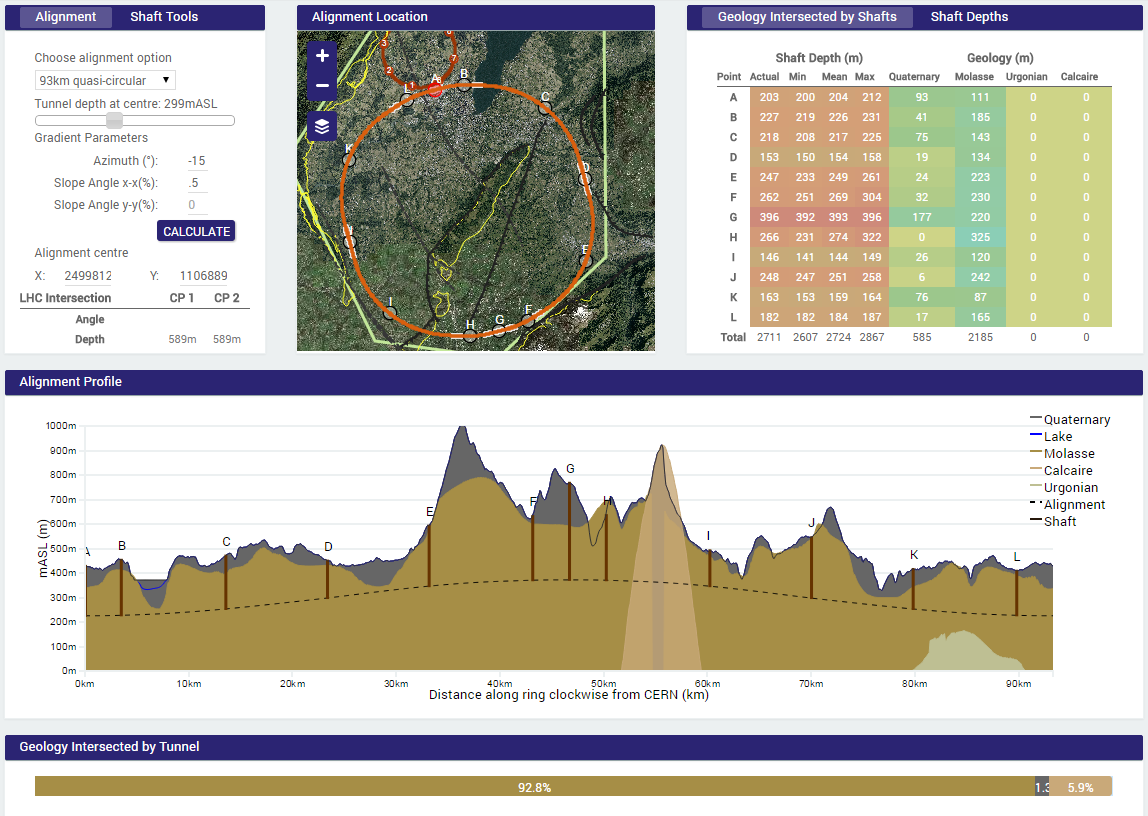 Alignment Shaft Tools
Choose alignment option
93km quasi-circular
Tunnel depth at centre: 299mASL
Gradient Parameters
Azimuth (°): -15
Slope Angle x-x(%): .5
Slope Angle y-y(%): 0
CALCULATE
Alignment centre
X: 2499812 Y: 1106889
LHC Intersection CP 1 CP 2
Angle
Depth 589m 589m
Alignment Location
+
-
3
2
1
8
7
A
B
C
D
E
F
G
H
I
K
L
Geology Intersected by Shafts Shaft Depths
Shaft Depth (m) Geology (m)
Point Actual Min Mean Max Quaternary Molasse Urgonian Calcaire
A 203 200 204 212 93 111 0 0
B 227 219 226 231 41 185 0 0
C 218 208 217 225 75 143 0 0
D 153 150 154 158 19 134 0 0
E 247 233 249 261 24 223 0 0
F 262 251 269 304 32 230 0 0
G 396 392 393 396 177 220 0 0
H 266 231 274 322 0 325 0 0
I 146 141 144 149 26 120 0 0
J 248 247 251 258 6 242 0 0
K 163 153 159 164 76 87 0 0
L 182 182 184 187 17 165 0 0
Total 2711 2607 2724 2867 585 2185 0 0
Alignment Profile
mASL (m)
1000m
900m
800m
700m
600m
500m
400m
300m
200m
100m
0m
A B C D E F G H I J K L
Quaternary
Lake
Molasse
Calcaire
Urgonian
Alignment
Shaft
0km 10km 20km 30km 40km 50km 60km 70km 80km 90km
Distance along ring clockwise from CERN (km)
Geology Intersected by Tunnel
92.8% 1.3 5.9%